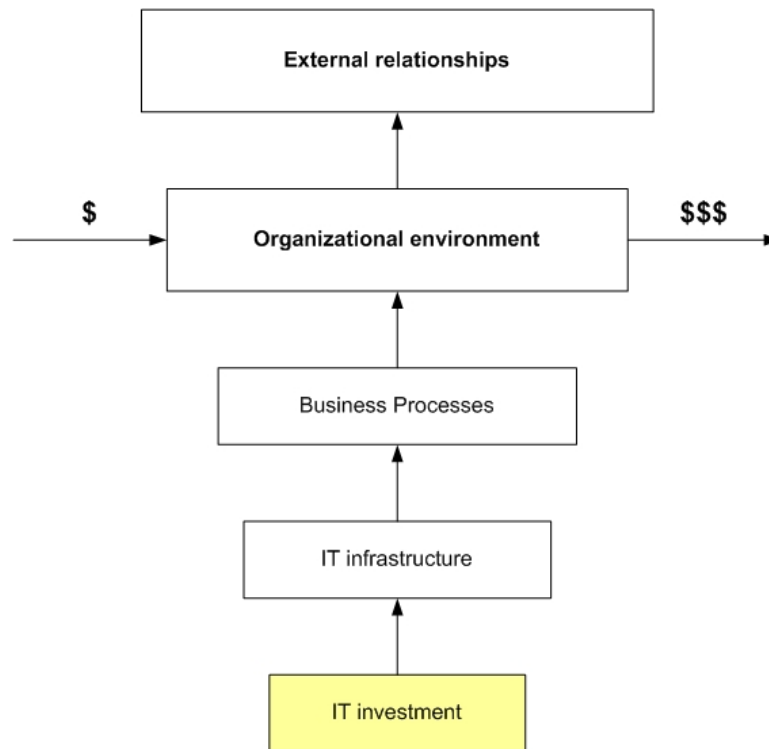 External relationships
$
$$$
Organizational environment
Business Processes
IT infrastructure
IT investment